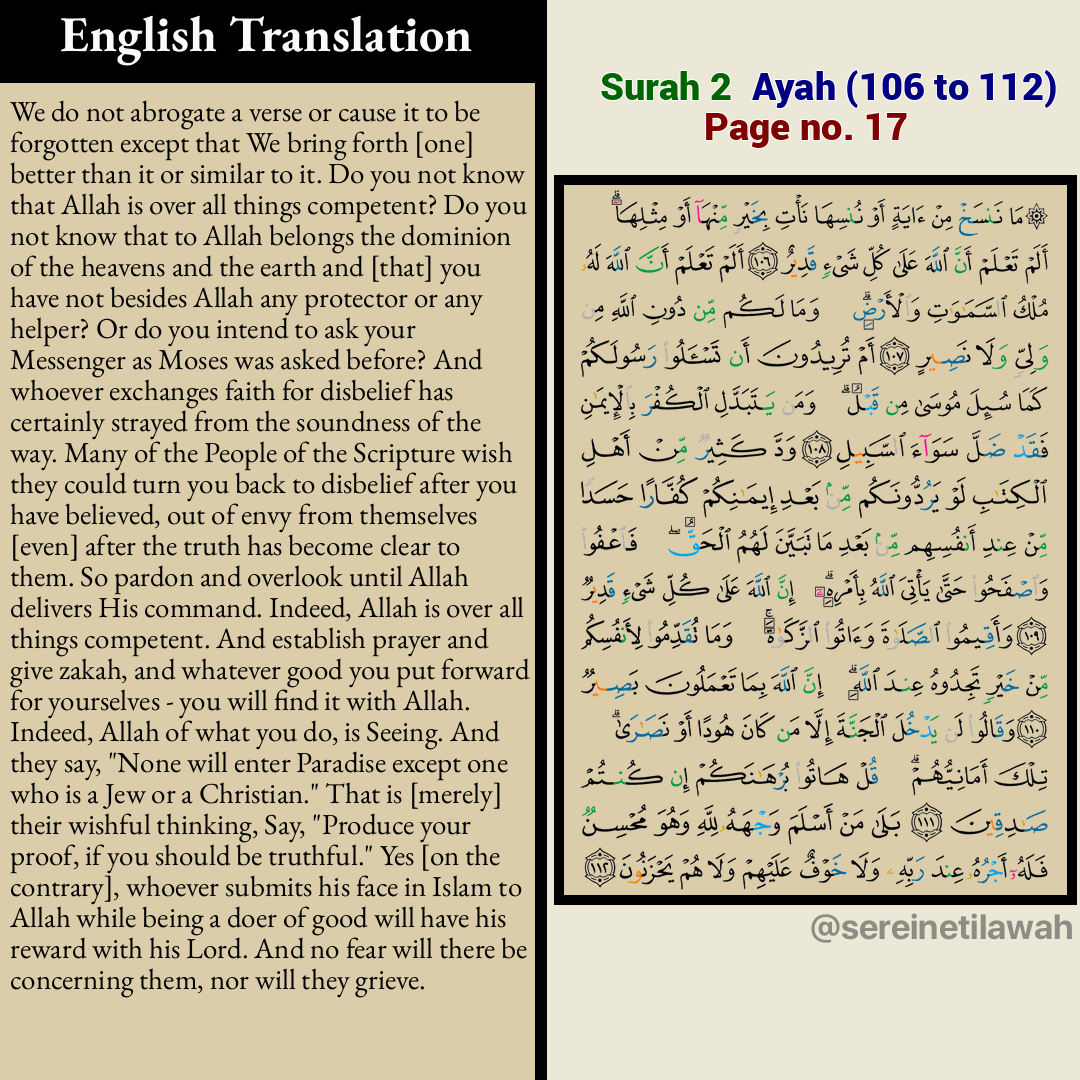 English Translation
We do not abrogate a verse or cause it to be
forgotten except that We bring forth [one]
better than it or similar to it. Do you not know
that Allah is over all things competent? Do you
not know that to Allah belongs the dominion
of the heavens and the earth and [that] you
have not besides Allah any protector or any
helper? Or do you intend to ask your
Messenger as Moses was asked before? And
whoever exchanges faith for disbelief has
certainly strayed from the soundness of the
way. Many of the People of the Scripture wish
they could turn you back to disbelief after you
have believed, out of envy from themselves
[even] after the truth has become clear to
them. So pardon and overlook until Allah
delivers His command. Indeed, Allah is over all
things competent. And establish prayer and
give zakah, and whatever good you put forward
for yourselves - you will find it with Allah.
Indeed, Allah of what you do, is Seeing. And
they say, "None will enter Paradise except one
who is a Jew or a Christian." That is [merely]
their wishful thinking, Say, "Produce your
proof, if you should be truthful." Yes [on the
contrary], whoever submits his face in Islam to
Allah while being a doer of good will have his
reward with his Lord. And no fear will there be
concerning them, nor will they grieve.
Surah 2 Ayah (106 to 112)
Page no. 17
۞ مَا نَنسَخْ مِنْ ءَايَةٍ أَوْ نُنسِهَا نَأْتِ بِخَيْرٍ مِّنْهَآ أَوْ مِثْلِهَاۗ
أَلَمْ تَعْلَمْ أَنَّ ٱللَّهَ عَلَىٰ كُلِّ شَىْءٍ قَدِيرٌ ١٠٦ أَلَمْ تَعْلَمْ أَنَّ ٱللَّهَ لَهُۥ
مُلْكُ ٱلسَّمَٰوَٰتِ وَٱلْأَرْضِۗ وَمَا لَكُم مِّن دُونِ ٱللَّهِ مِن
وَلِىٍّ وَلَا نَصِيرٍ ١٠٧ أَمْ تُرِيدُونَ أَن تَسْـَٔلُوا۟ رَسُولَكُمْ
كَمَا سُئِلَ مُوسَىٰ مِن قَبْلُۗ وَمَن يَتَبَدَّلِ ٱلْكُفْرَ بِٱلْإِيمَٰنِ
فَقَدْ ضَلَّ سَوَآءَ ٱلسَّبِيلِ ١٠٨ وَدَّ كَثِيرٌ مِّنْ أَهْلِ
ٱلْكِتَٰبِ لَوْ يَرُدُّونَكُم مِّنۢ بَعْدِ إِيمَٰنِكُمْ كُفَّارًا حَسَدًا
مِّنْ عِندِ أَنفُسِهِم مِّنۢ بَعْدِ مَا تَبَيَّنَ لَهُمُ ٱلْحَقُّۖ فَٱعْفُوا۟
وَٱصْفَحُوا۟ حَتَّىٰ يَأْتِىَ ٱللَّهُ بِأَمْرِهِۦٓۗ إِنَّ ٱللَّهَ عَلَىٰ كُلِّ شَىْءٍ قَدِيرٌ
١٠٩ وَأَقِيمُوا۟ ٱلصَّلَوٰةَ وَءَاتُوا۟ ٱلزَّكَوٰةَۚ وَمَا تُقَدِّمُوا۟ لِأَنفُسِكُم
مِّنْ خَيْرٍ تَجِدُوهُ عِندَ ٱللَّهِۗ إِنَّ ٱللَّهَ بِمَا تَعْمَلُونَ بَصِيرٌ
١١٠ وَقَالُوا۟ لَن يَدْخُلَ ٱلْجَنَّةَ إِلَّا مَن كَانَ هُودًا أَوْ نَصَٰرَىٰۗ
تِلْكَ أَمَانِيُّهُمْۗ قُلْ هَاتُوا۟ بُرْهَٰنَكُمْ إِن كُنتُمْ
صَٰدِقِينَ ١١١ بَلَىٰ مَنْ أَسْلَمَ وَجْهَهُۥ لِلَّهِ وَهُوَ مُحْسِنٌ
فَلَهُۥٓ أَجْرُهُۥ عِندَ رَبِّهِۦ وَلَا خَوْفٌ عَلَيْهِمْ وَلَا هُمْ يَحْزَنُونَ ١١٢
@sereinetilawah